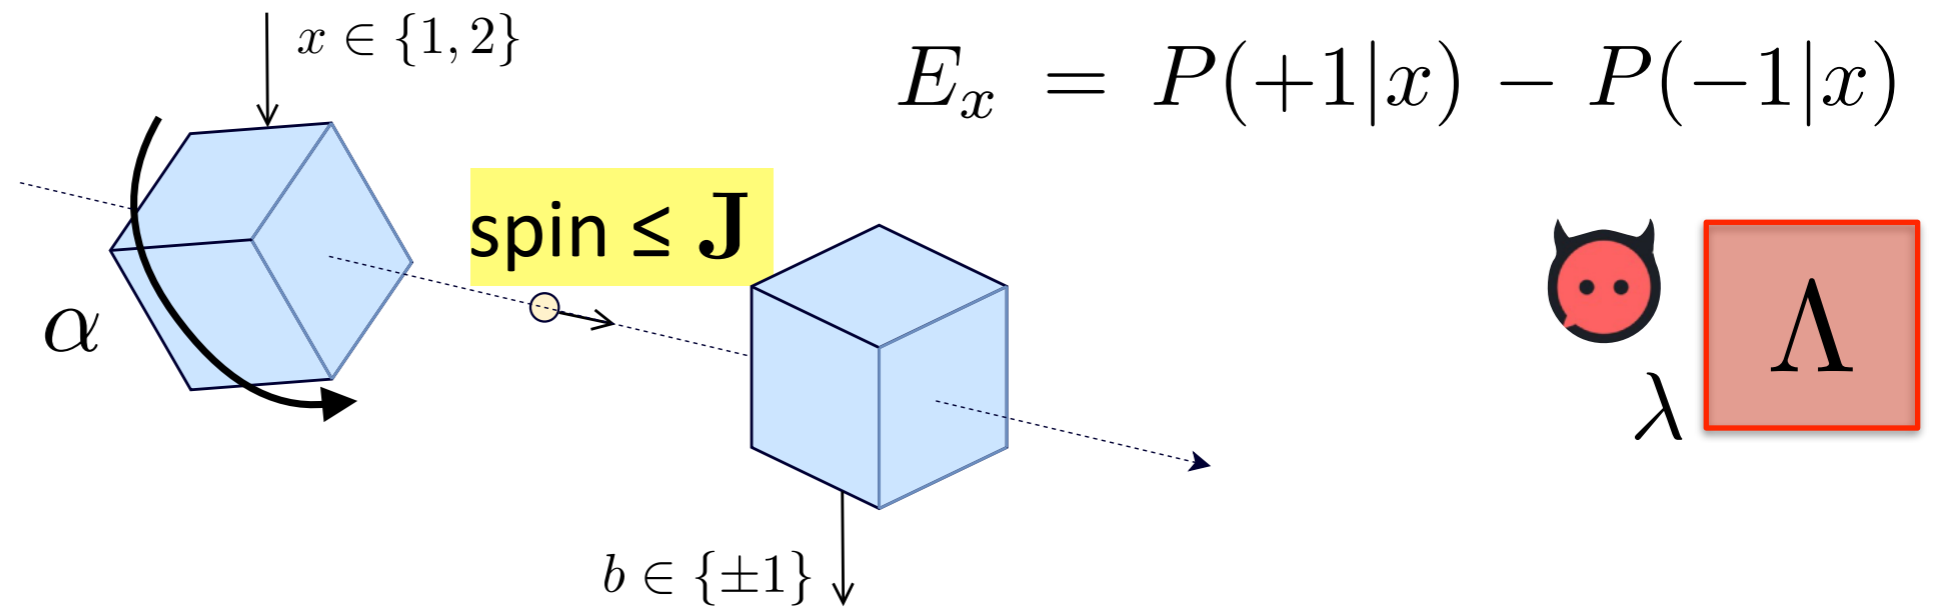 x ∈ {1, 2}
E_x = P(+1|x) − P(−1|x)
spin ≤ J
α
Λ
λ
b ∈ {±1}